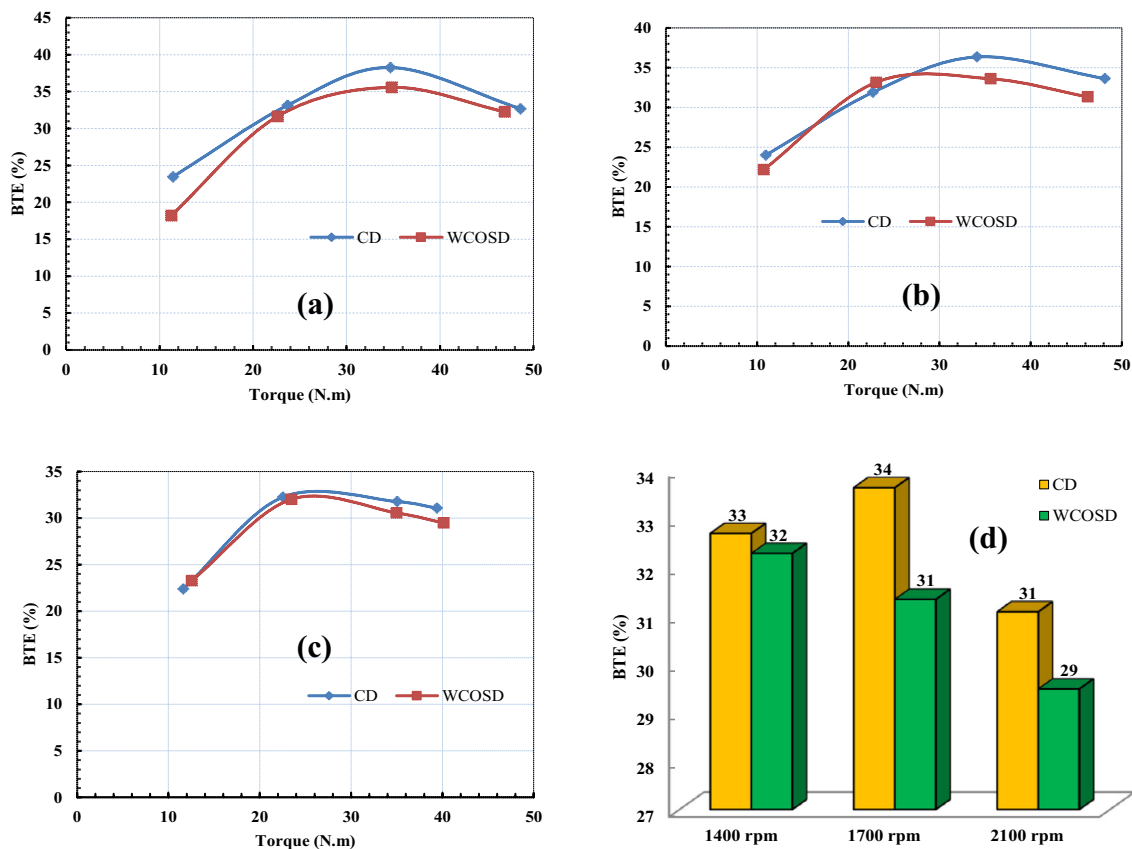 45
40
35
30
25
20
15
10
5
0
BTE (%)
CD
WCOSD
(a)
0 10 20 30 40 50
Torque (N.m)
40
35
30
25
20
15
10
5
0
BTE (%)
CD
WCOSD
(b)
0 10 20 30 40 50
Torque (N.m)
35
30
25
20
15
10
5
0
BTE (%)
(c)
CD
WCOSD
0 10 20 30 40 50
Torque (N.m)
34
33
32
31
30
29
28
27
BTE (%)
CD
WCOSD
(d)
33
32
34
31
31
29
1400 rpm 1700 rpm 2100 rpm